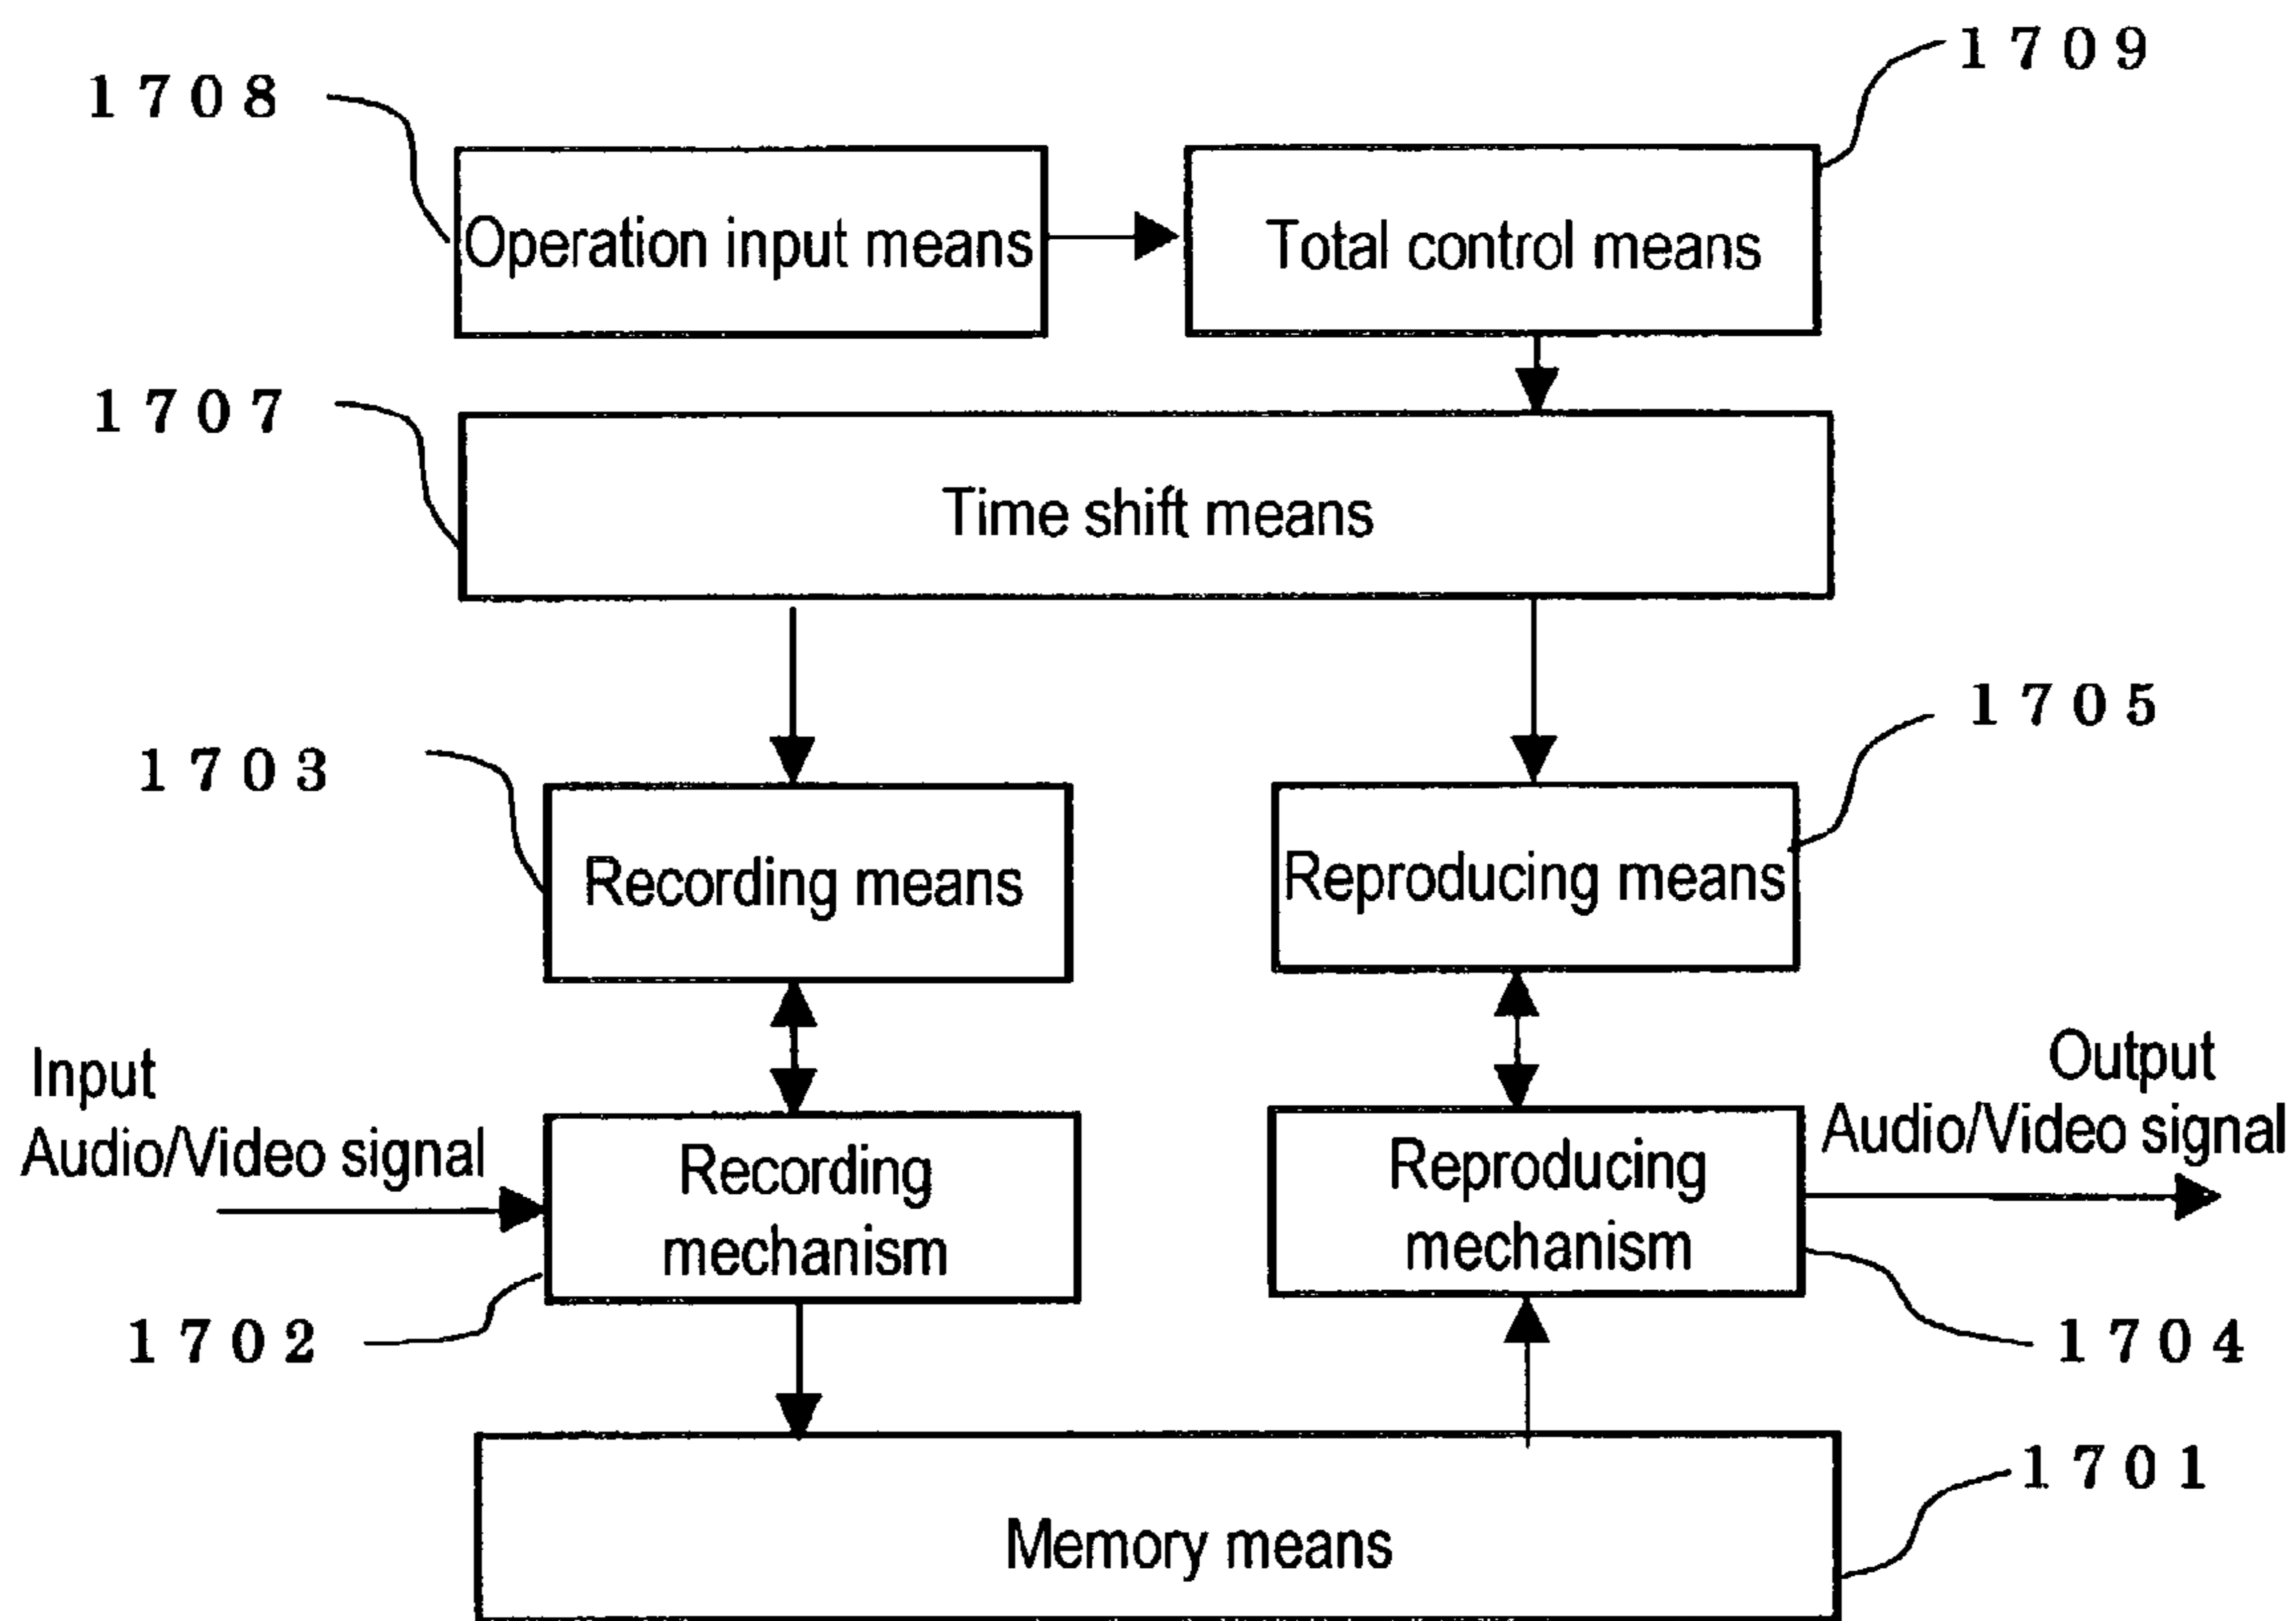 1708
1709
Operation input means
Total control means
1707
Time shift means
1703
1705
Recording means
Reproducing means
Input
Audio/Video signal
Output
Audio/Video signal
Recording
mechanism
Reproducing
mechanism
1702
1704
1701
Memory means